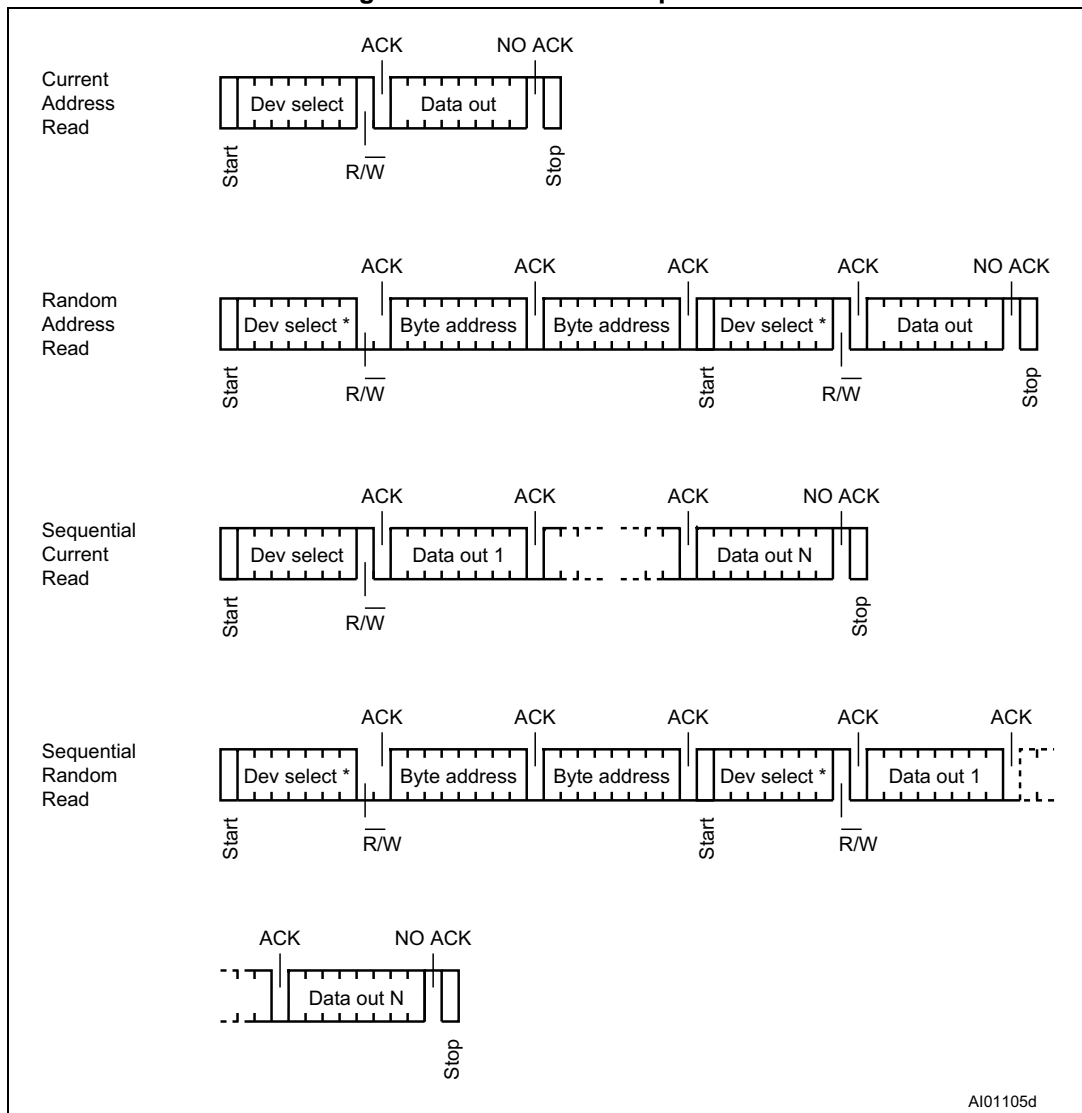 ACK NO ACK
Current
Address
Read
Dev select Data out
Start R/W̅ Stop
ACK ACK ACK ACK NO ACK
Random
Address
Read
Dev select * Byte address Byte address Dev select * Data out
Start R/W̅ Start R/W̅ Stop
ACK ACK ACK NO ACK
Sequential
Current
Read
Dev select Data out 1 Data out N
Start R/W̅ Stop
ACK ACK ACK ACK ACK
Sequential
Random
Read
Dev select * Byte address Byte address Dev select * Data out 1
Start R̅/W Start R̅/W
ACK NO ACK
Data out N
Stop
AI01105d